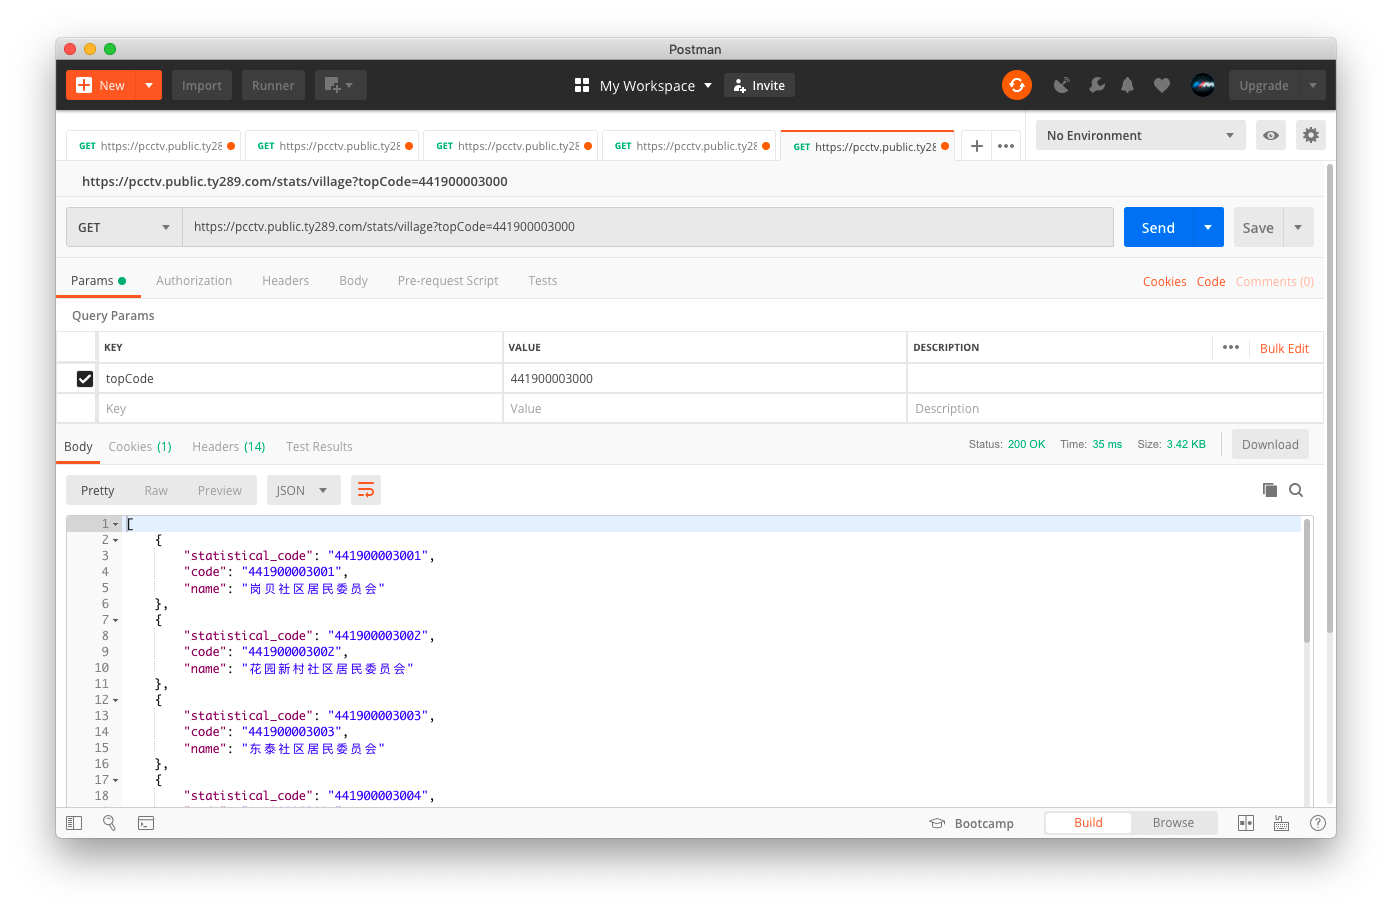 Postman
New Import Runner My Workspace Invite Upgrade
GET https://pcctv.public.ty28 GET https://pcctv.public.ty28 GET https://pcctv.public.ty28 GET https://pcctv.public.ty28 GET https://pcctv.public.ty28 + ••• No Environment
https://pcctv.public.ty289.com/stats/village?topCode=441900003000
GET https://pcctv.public.ty289.com/stats/village?topCode=441900003000 Send Save
Params Authorization Headers Body Pre-request Script Tests Cookies Code Comments (0)
Query Params
KEY VALUE DESCRIPTION ••• Bulk Edit
topCode 441900003000
Key Value Description
Body Cookies (1) Headers (14) Test Results Status: 200 OK Time: 35 ms Size: 3.42 KB Download
Pretty Raw Preview JSON
1 [
2 {
3 "statistical_code": "441900003001",
4 "code": "441900003001",
5 "name": "岗贝社区居民委员会"
6 },
7 {
8 "statistical_code": "441900003002",
9 "code": "441900003002",
10 "name": "花园新村社区居民委员会"
11 },
12 {
13 "statistical_code": "441900003003",
14 "code": "441900003003",
15 "name": "东泰社区居民委员会"
16 },
17 {
18 "statistical_code": "441900003004",
Bootcamp Build Browse